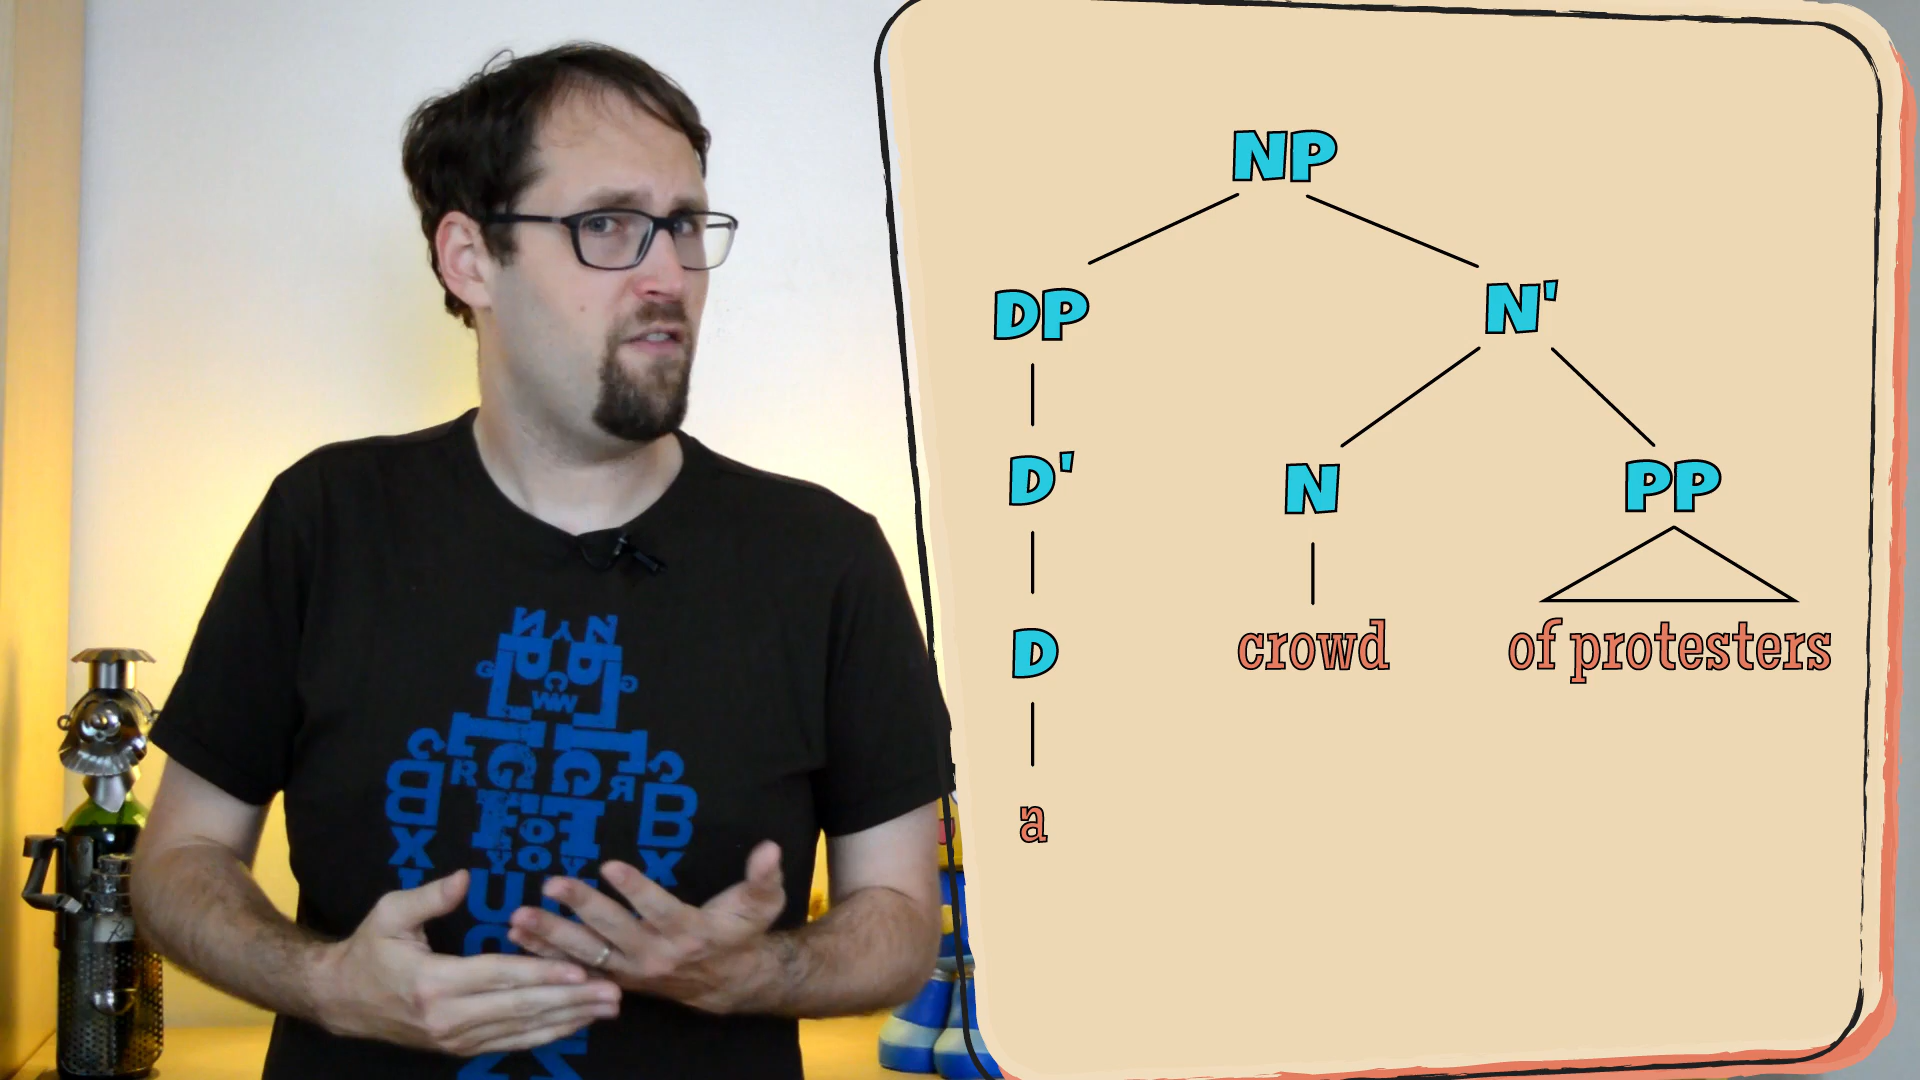 NP
DP N'
D' N PP
D crowd of protesters
a